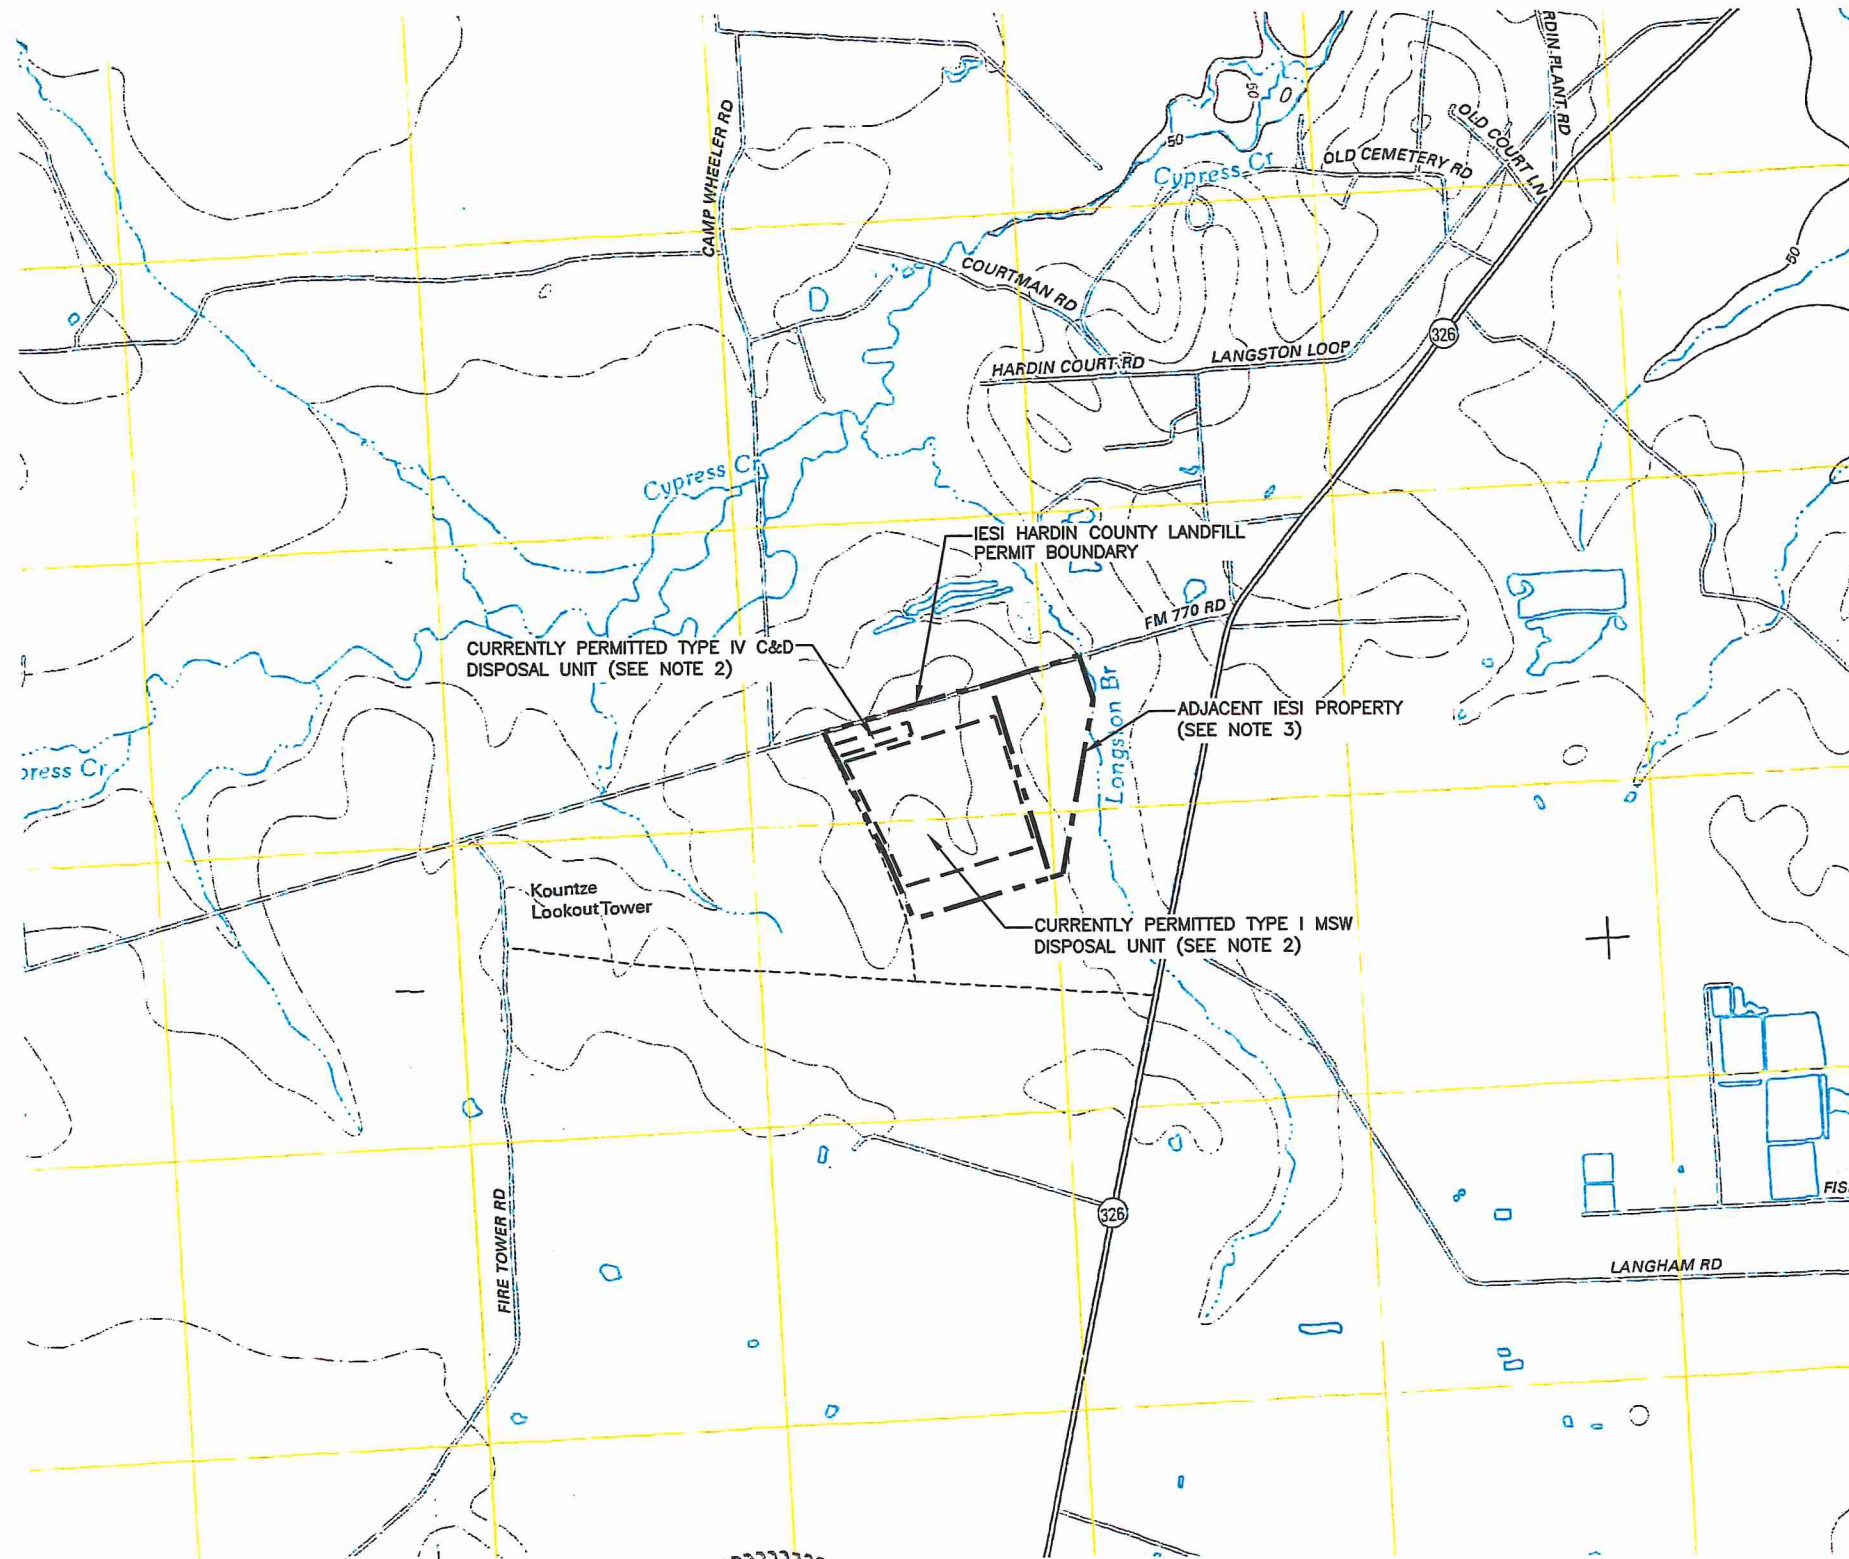 RDIN PLANT RD
OLD COURT LN
50
50
CAMP WHEELER RD
Cypress Cr
OLD CEMETERY RD
50
COURTMAN RD
326
HARDIN COURT RD
LANGSTON LOOP
Cypress Cr
IESI HARDIN COUNTY LANDFILL
PERMIT BOUNDARY
FM 770 RD
CURRENTLY PERMITTED TYPE IV C&D
DISPOSAL UNIT (SEE NOTE 2)
Longston Br
ADJACENT IESI PROPERTY
(SEE NOTE 3)
press Cr
Kountze
Lookout Tower
CURRENTLY PERMITTED TYPE I MSW
DISPOSAL UNIT (SEE NOTE 2)
FIS
326
FIRE TOWER RD
LANGHAM RD